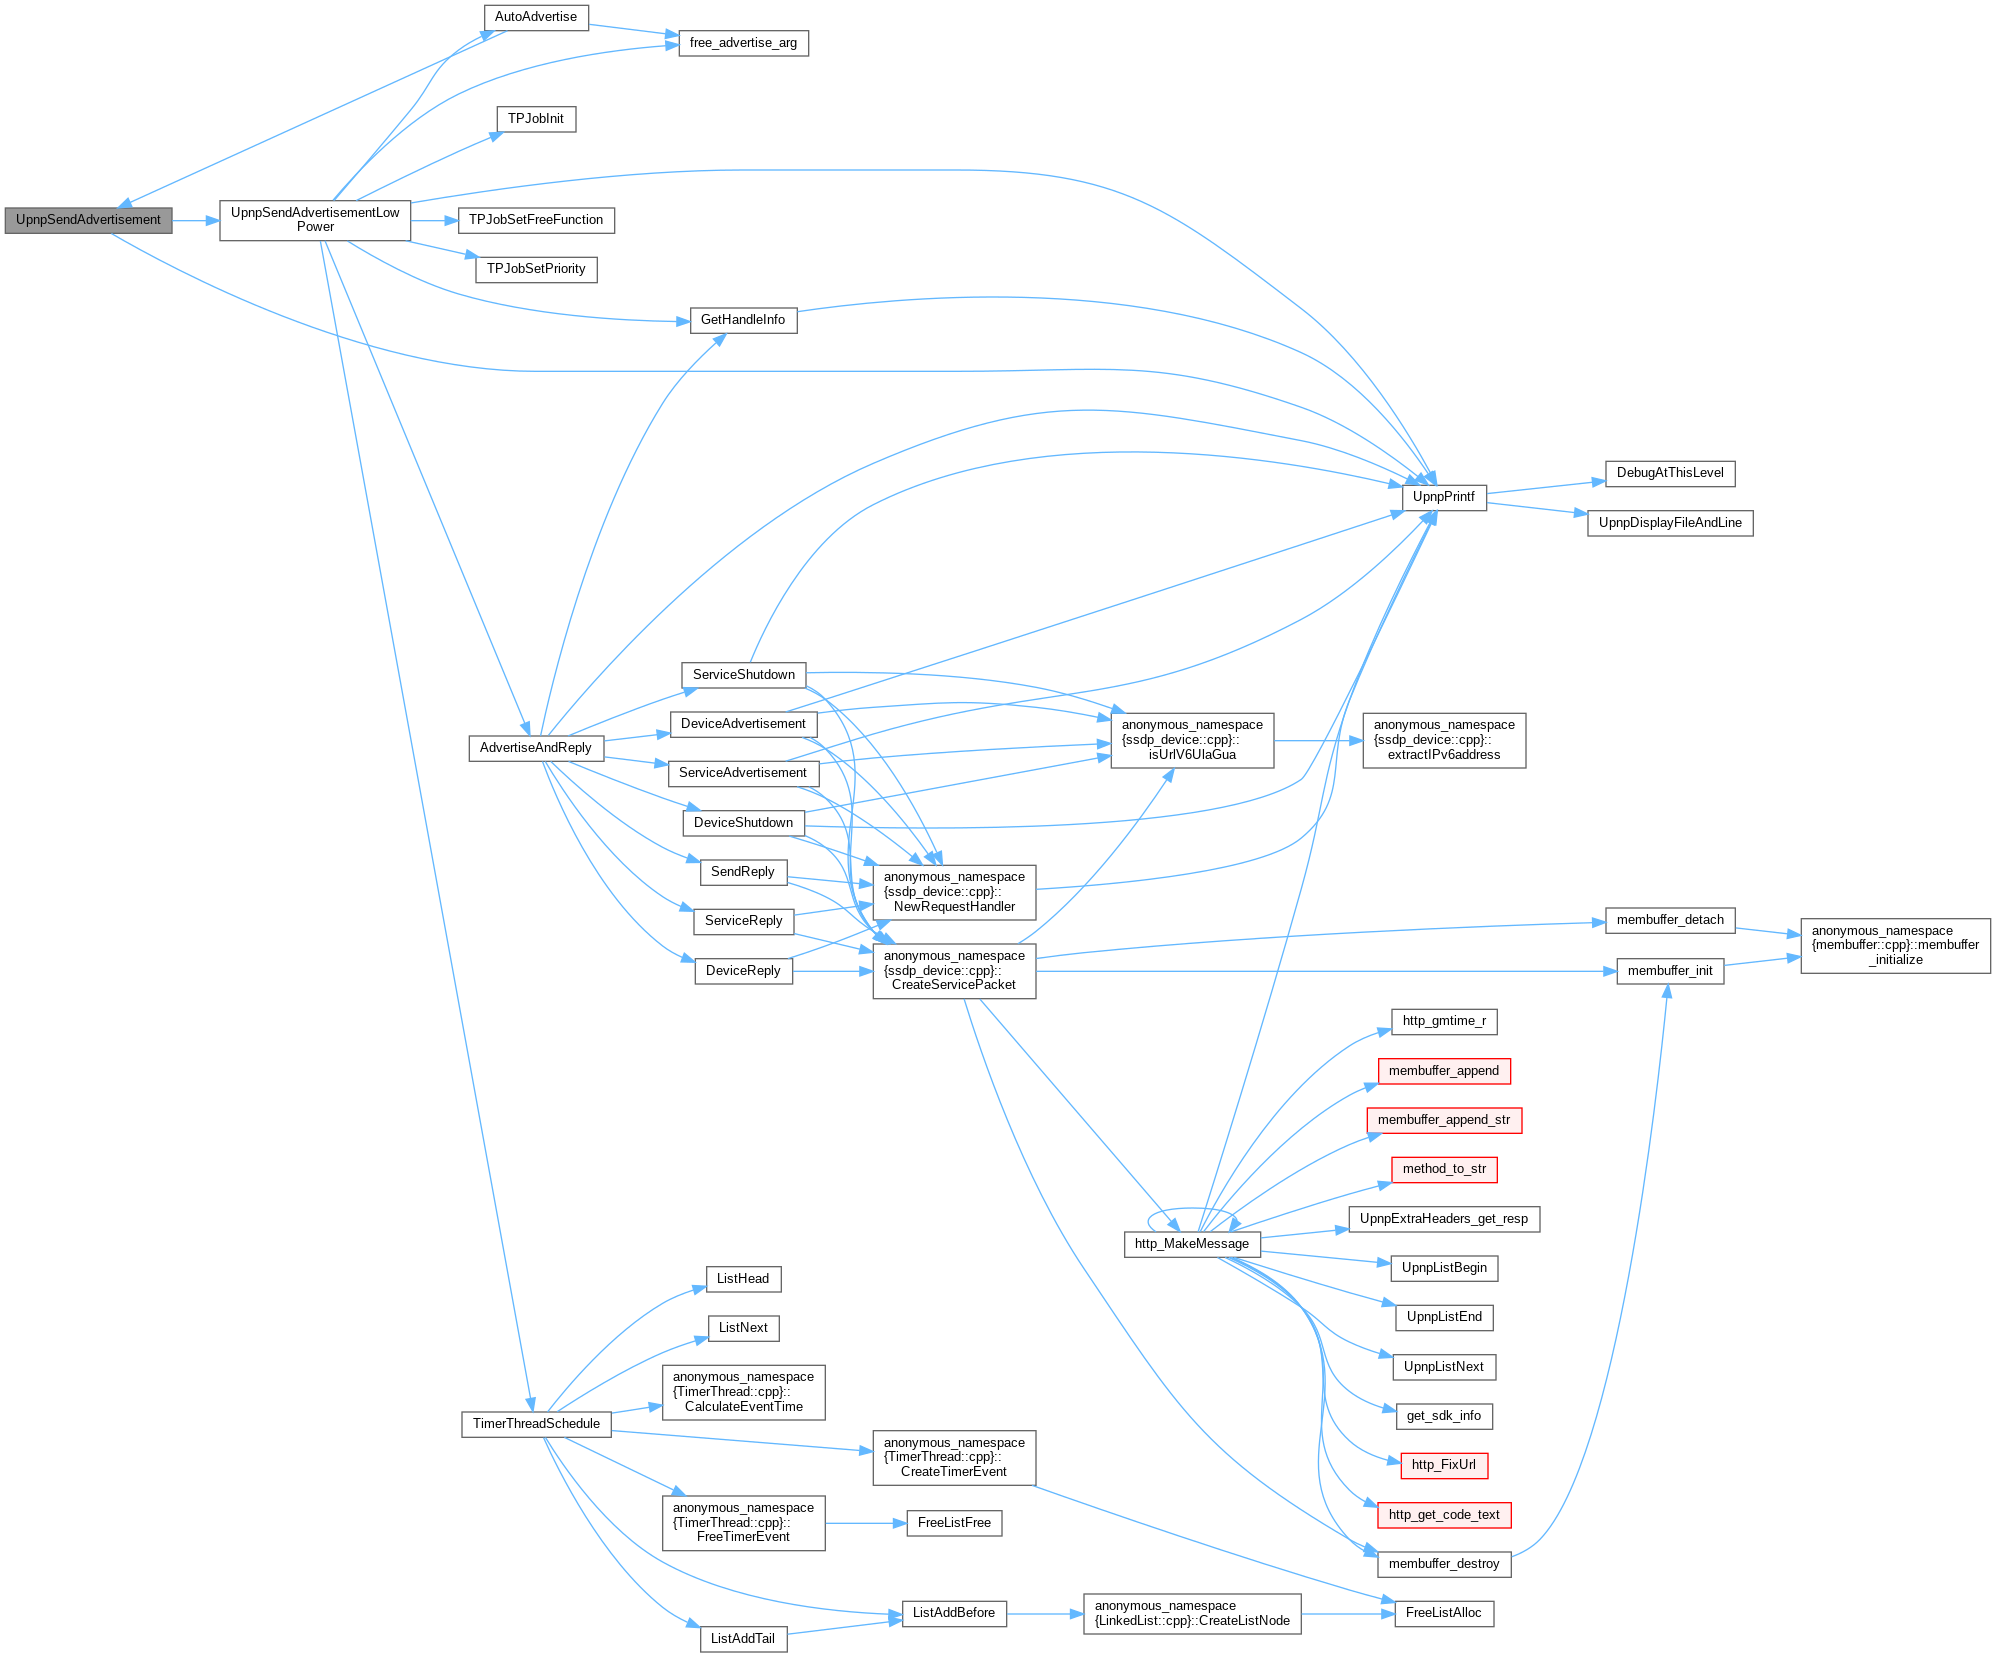 AutoAdvertise
free_advertise_arg
TPJobInit
UpnpSendAdvertisement
UpnpSendAdvertisementLow
Power
TPJobSetFreeFunction
TPJobSetPriority
GetHandleInfo
DebugAtThisLevel
UpnpPrintf
UpnpDisplayFileAndLine
ServiceShutdown
DeviceAdvertisement
anonymous_namespace
{ssdp_device::cpp}::
isUrlV6UlaGua
anonymous_namespace
{ssdp_device::cpp}::
extractIPv6address
AdvertiseAndReply
ServiceAdvertisement
DeviceShutdown
SendReply
anonymous_namespace
{ssdp_device::cpp}::
NewRequestHandler
ServiceReply
membuffer_detach
anonymous_namespace
{membuffer::cpp}::membuffer
_initialize
DeviceReply
anonymous_namespace
{ssdp_device::cpp}::
CreateServicePacket
membuffer_init
http_gmtime_r
membuffer_append
membuffer_append_str
method_to_str
UpnpExtraHeaders_get_resp
http_MakeMessage
UpnpListBegin
ListHead
UpnpListEnd
ListNext
UpnpListNext
anonymous_namespace
{TimerThread::cpp}::
CalculateEventTime
get_sdk_info
TimerThreadSchedule
anonymous_namespace
{TimerThread::cpp}::
CreateTimerEvent
http_FixUrl
anonymous_namespace
{TimerThread::cpp}::
FreeTimerEvent
FreeListFree
http_get_code_text
membuffer_destroy
ListAddBefore
anonymous_namespace
{LinkedList::cpp}::CreateListNode
FreeListAlloc
ListAddTail